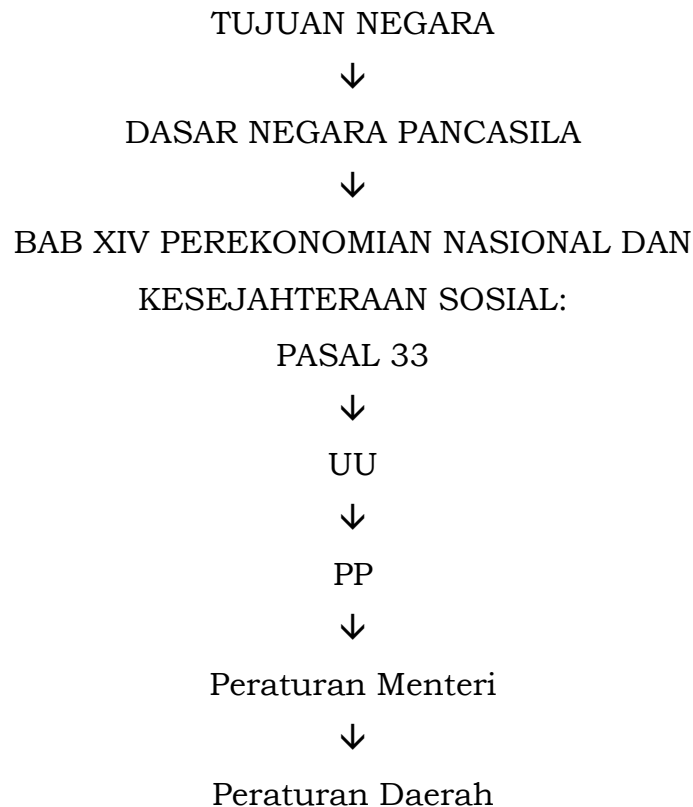 TUJUAN NEGARA
↓
DASAR NEGARA PANCASILA
↓
BAB XIV PEREKONOMIAN NASIONAL DAN
KESEJAHTERAAN SOSIAL:
PASAL 33
↓
UU
↓
PP
↓
Peraturan Menteri
↓
Peraturan Daerah